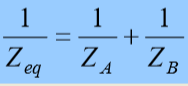 1/Z_eq = 1/Z_A + 1/Z_B